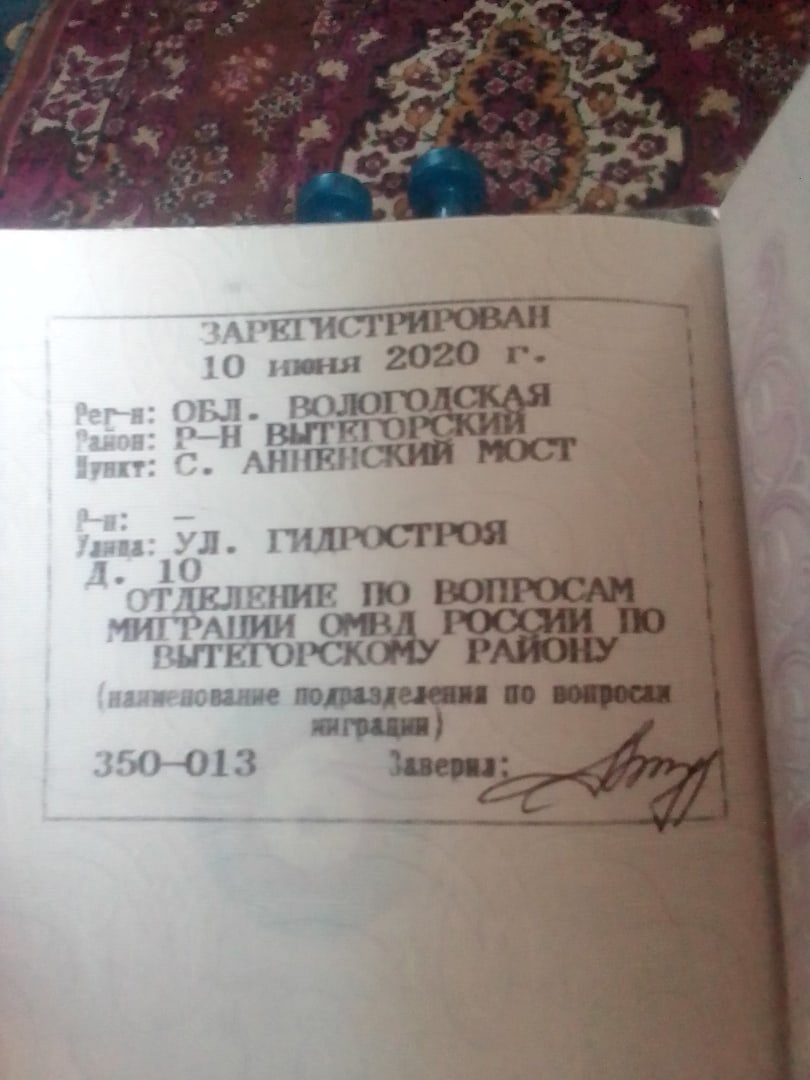 ЗАРЕГИСТРИРОВАН
10 июня 2020 г.
Рег-н: ОБЛ. ВОЛОГОДСКАЯ
Район: Р-Н ВЫТЕГОРСКИЙ
Пункт: С. АННЕНСКИЙ МОСТ
Р-н: –
Улица: УЛ. ГИДРОСТРОЯ
Д. 10
ОТДЕЛЕНИЕ ПО ВОПРОСАМ
МИГРАЦИИ ОМВД РОССИИ ПО
ВЫТЕГОРСКОМУ РАЙОНУ
(наименование подразделения по вопросам
миграции)
350-013 Заверил: